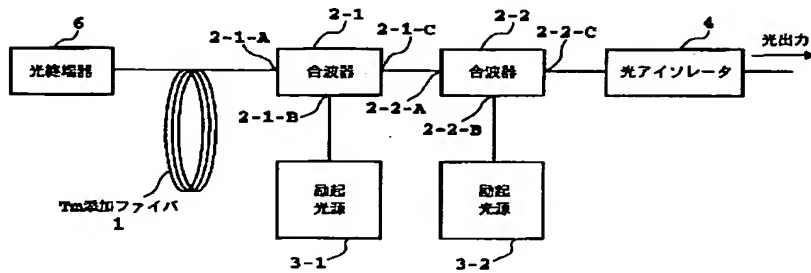 6
光終端器
2-1-A
2-1
合波器
2-1-C
2-1-B
2-2
合波器
2-2-A
2-2-C
2-2-B
4
光アイソレータ
光出力
Tm添加ファイバ
1
励起
光源
3-1
励起
光源
3-2